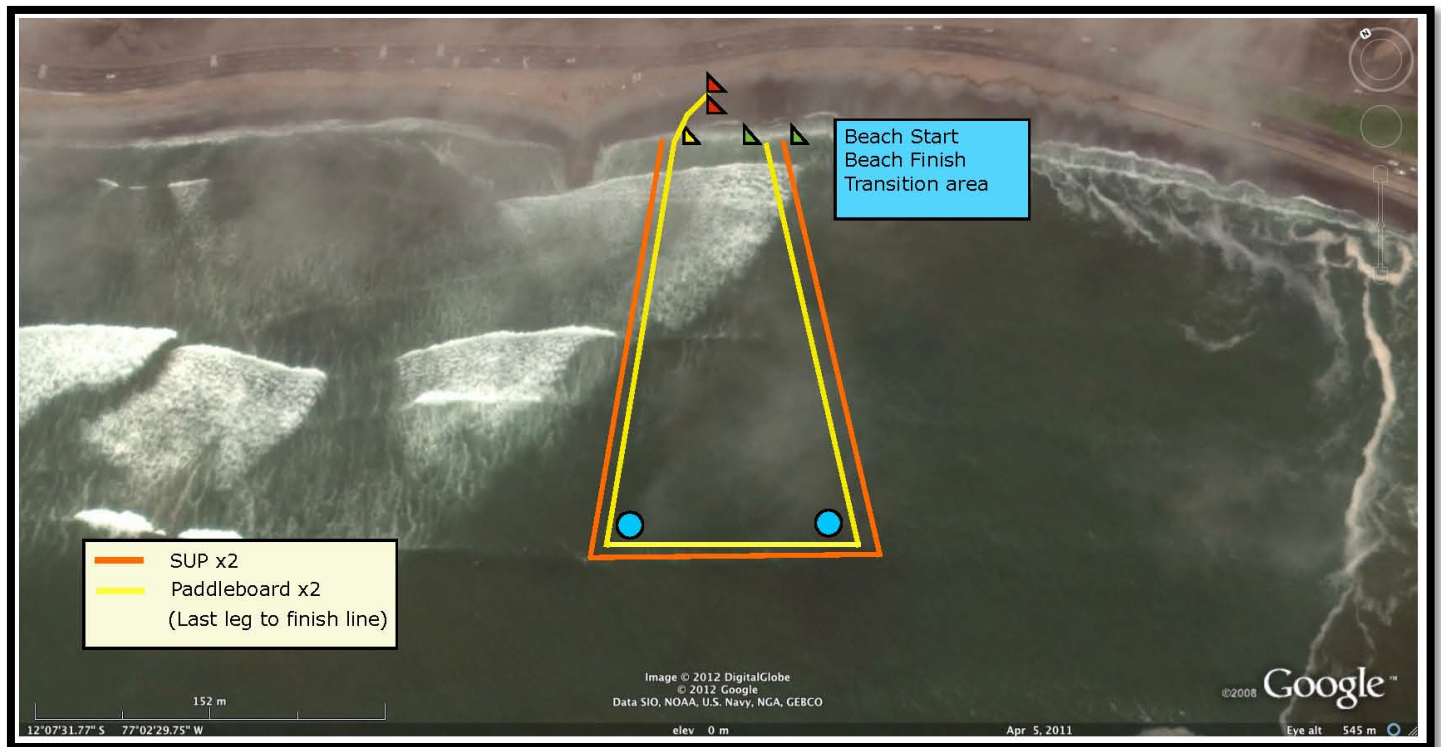 N
Beach Start
Beach Finish
Transition area
SUP x2
Paddleboard x2
(Last leg to finish line)
152 m
Image © 2012 DigitalGlobe
© 2012 Google
Data SIO, NOAA, U.S. Navy, NGA, GEBCO
©2008 Google™
12°07'31.77" S 77°02'29.75" W elev 0 m Apr 5, 2011 Eye alt 545 m